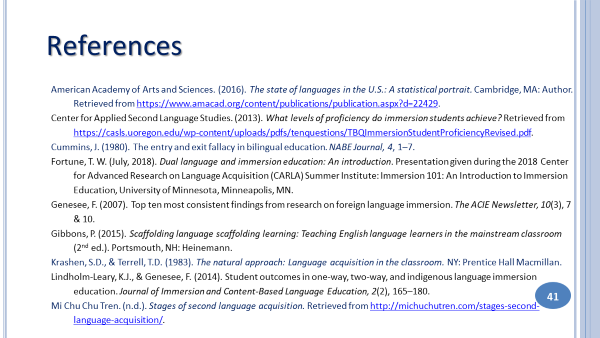 References
American Academy of Arts and Sciences. (2016). The state of languages in the U.S.: A statistical portrait. Cambridge, MA: Author.
Retrieved from https://www.amacad.org/content/publications/publication.aspx?d=22429.
Center for Applied Second Language Studies. (2013). What levels of proficiency do immersion students achieve? Retrieved from
https://casls.uoregon.edu/wp-content/uploads/pdfs/tenquestions/TBQImmersionStudentProficiencyRevised.pdf.
Cummins, J. (1980). The entry and exit fallacy in bilingual education. NABE Journal, 4, 1–7.
Fortune, T. W. (July, 2018). Dual language and immersion education: An introduction. Presentation given during the 2018 Center
for Advanced Research on Language Acquisition (CARLA) Summer Institute: Immersion 101: An Introduction to Immersion
Education, University of Minnesota, Minneapolis, MN.
Genesee, F. (2007). Top ten most consistent findings from research on foreign language immersion. The ACIE Newsletter, 10(3), 7
& 10.
Gibbons, P. (2015). Scaffolding language scaffolding learning: Teaching English language learners in the mainstream classroom
(2nd ed.). Portsmouth, NH: Heinemann.
Krashen, S.D., & Terrell, T.D. (1983). The natural approach: Language acquisition in the classroom. NY: Prentice Hall Macmillan.
Lindholm-Leary, K.J., & Genesee, F. (2014). Student outcomes in one-way, two-way, and indigenous language immersion
education. Journal of Immersion and Content-Based Language Education, 2(2), 165–180.
Mi Chu Chu Tren. (n.d.). Stages of second language acquisition. Retrieved from http://michuchutren.com/stages-second-
language-acquisition/.
41